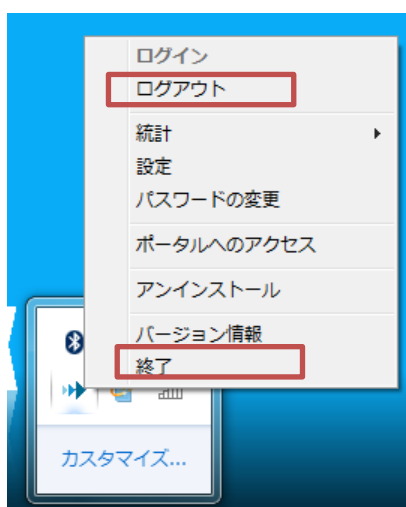 ログイン
ログアウト
統計
設定
パスワードの変更
ポータルへのアクセス
アンインストール
バージョン情報
終了
カスタマイズ...